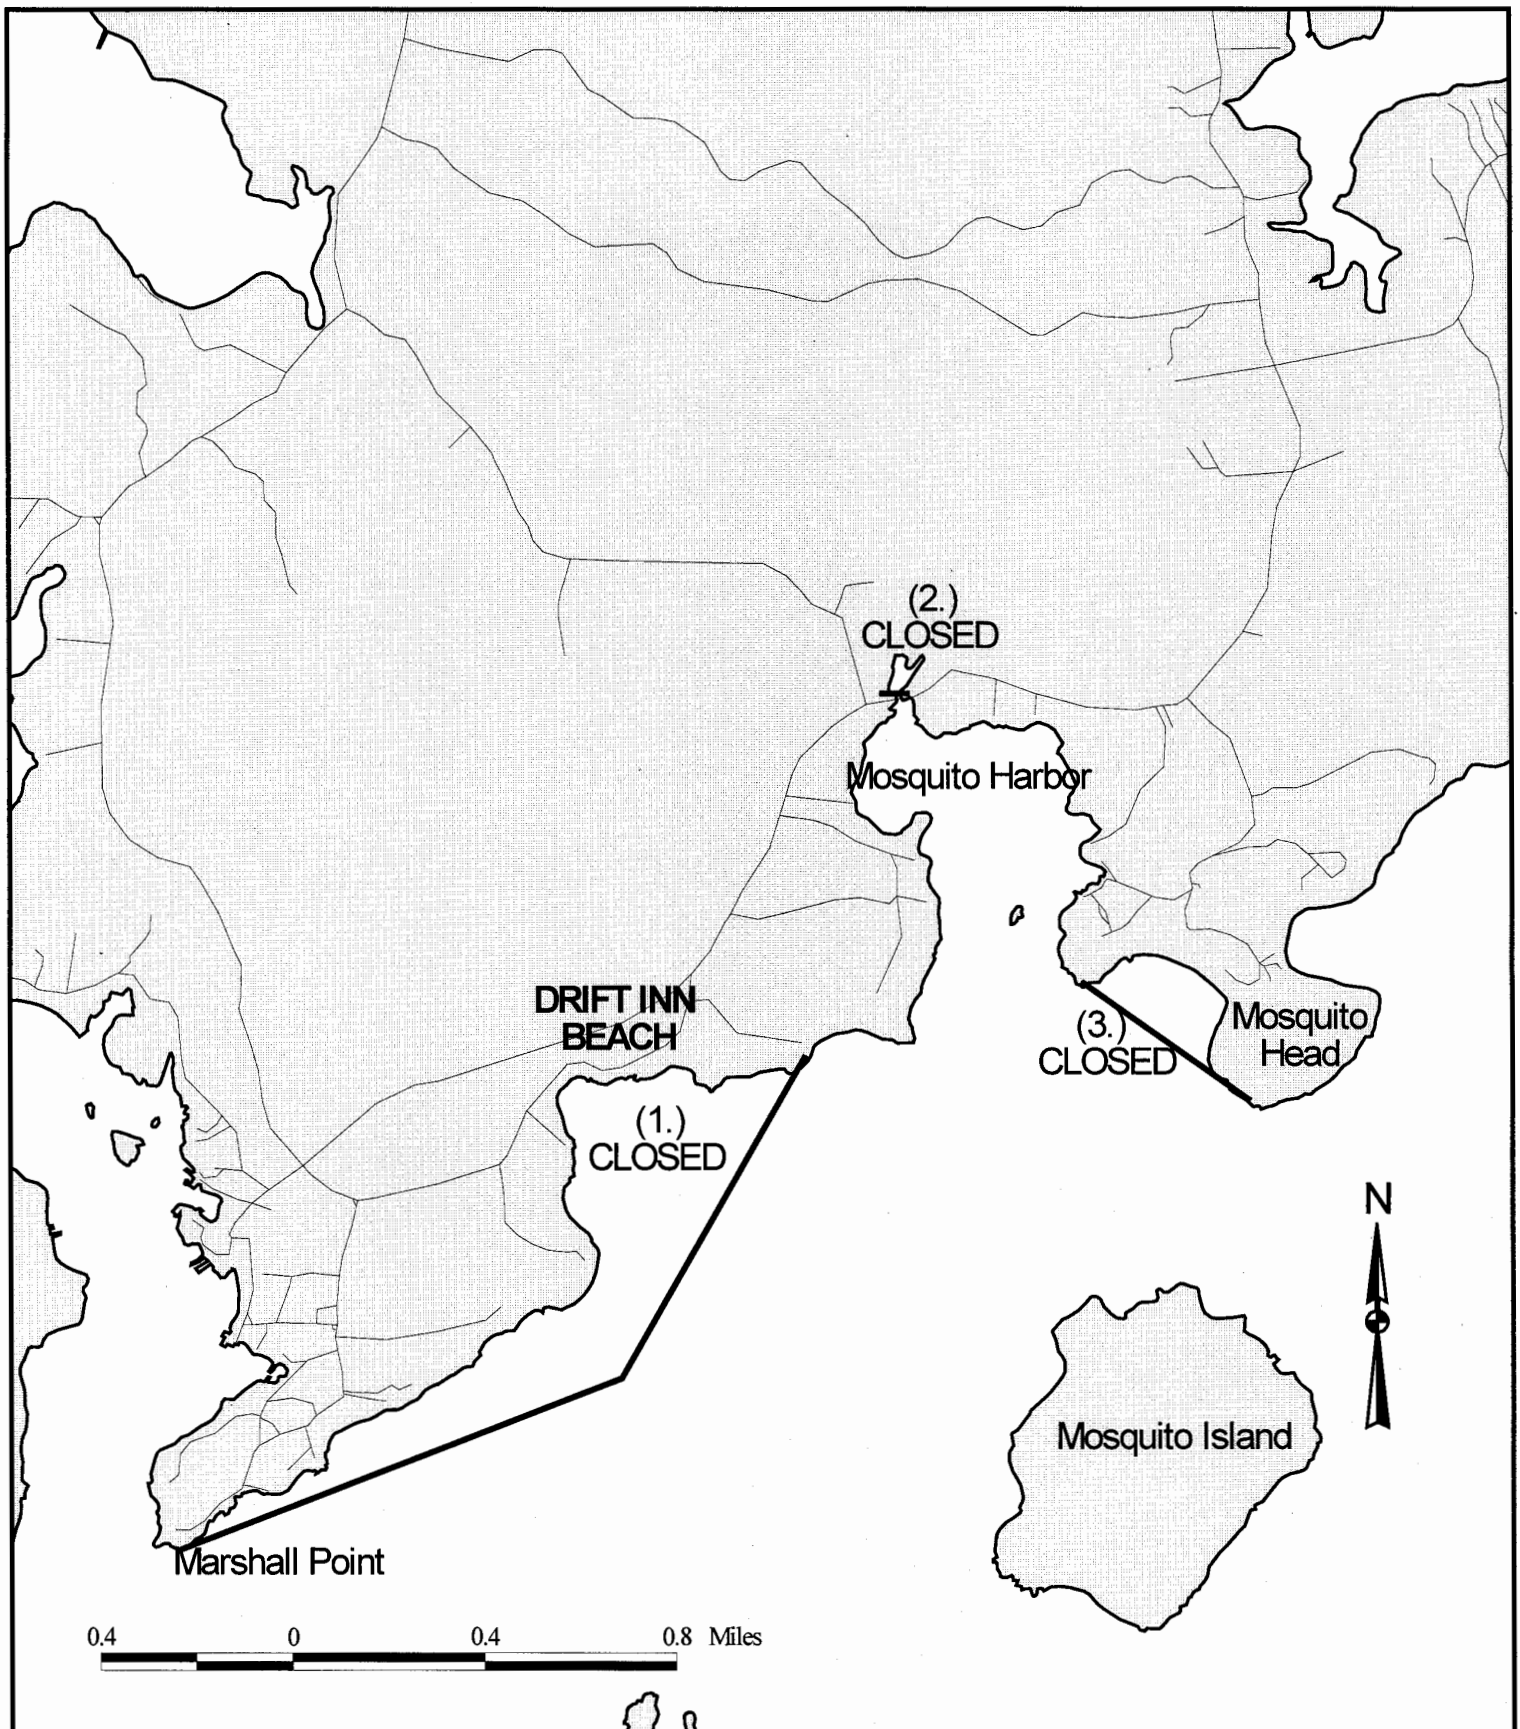 (2.)
CLOSED
Mosquito Harbor
DRIFT INN
BEACH
Mosquito
Head
(3.)
CLOSED
(1.)
CLOSED
N
Mosquito Island
Marshall Point
0.4 0 0.4 0.8 Miles